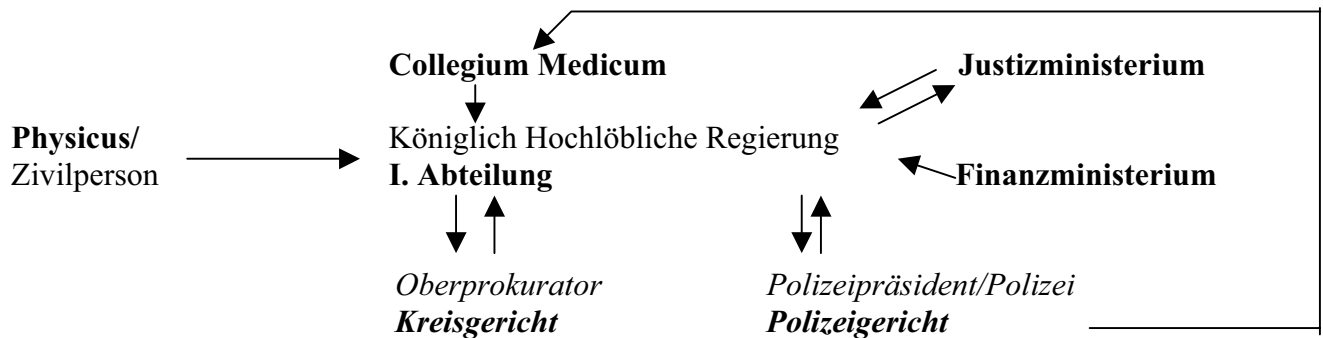 Collegium Medicum
Justizministerium
Physicus/
Zivilperson
Königlich Hochlöbliche Regierung
I. Abteilung
Finanzministerium
Oberprokurator
Kreisgericht
Polizeipräsident/Polizei
Polizeigericht